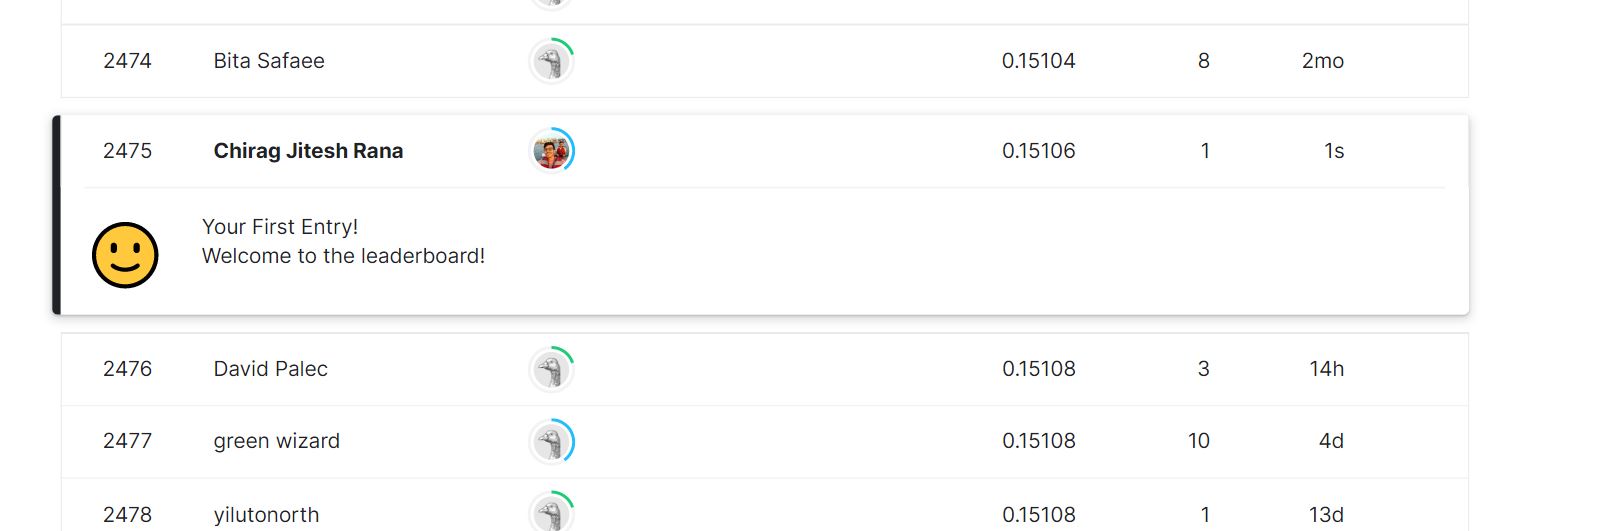 2474 Bita Safaee 0.15104 8 2mo
2475 Chirag Jitesh Rana 0.15106 1 1s
Your First Entry!
Welcome to the leaderboard!
2476 David Palec 0.15108 3 14h
2477 green wizard 0.15108 10 4d
2478 yilutonorth 0.15108 1 13d